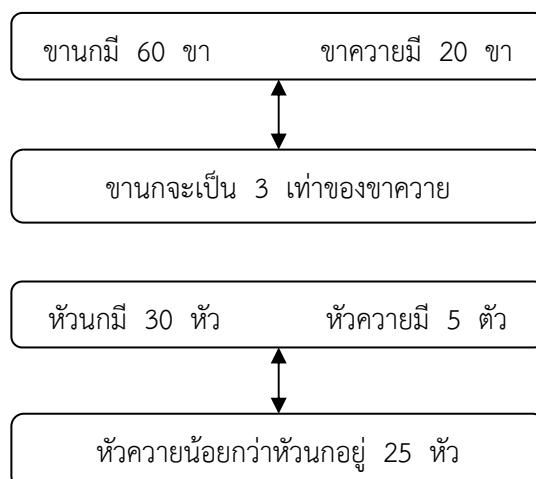 ขานกมี 60 ขา ขาควายมี 20 ขา
ขานกจะเป็น 3 เท่าของขาควาย
หัวนกมี 30 หัว หัวควายมี 5 ตัว
หัวควายน้อยกว่าหัวนกอยู่ 25 หัว